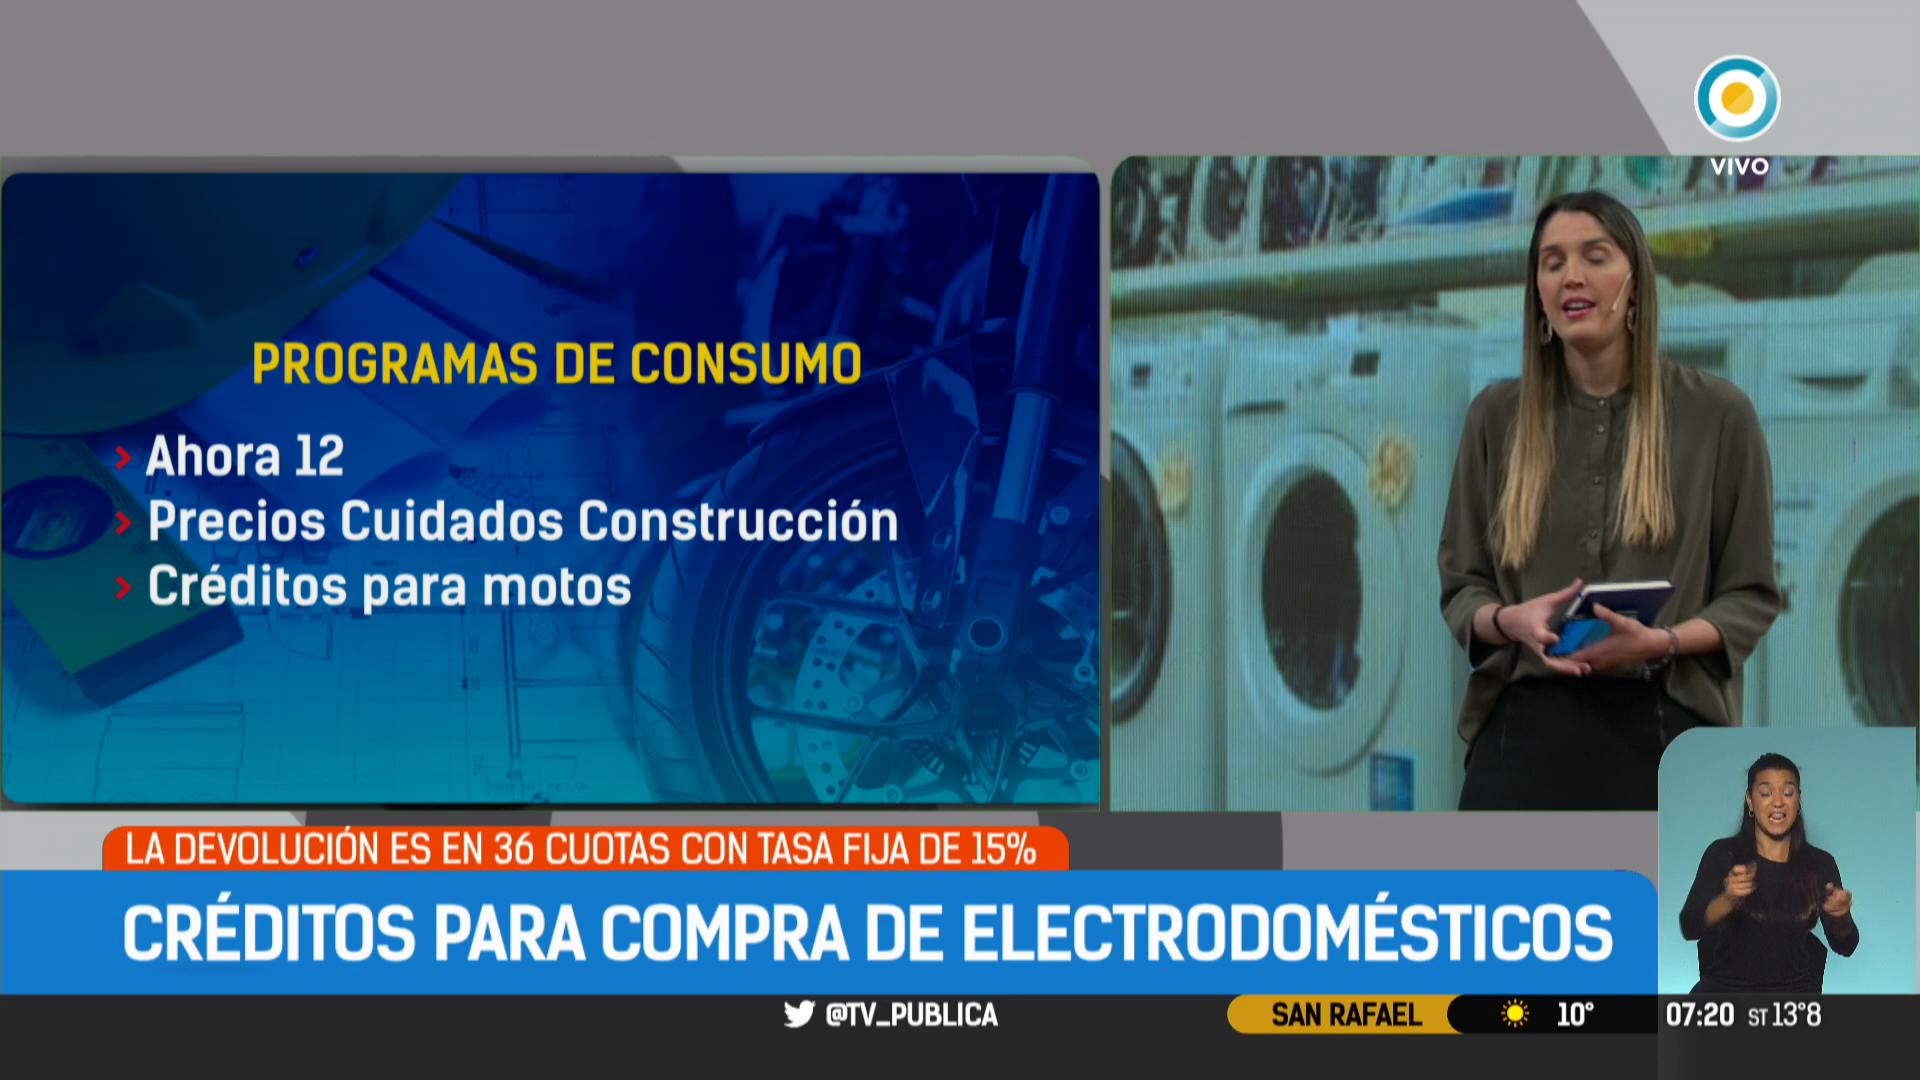 VIVO
PROGRAMAS DE CONSUMO
Ahora 12
Precios Cuidados Construcción
Créditos para motos
LA DEVOLUCIÓN ES EN 36 CUOTAS CON TASA FIJA DE 15%
CRÉDITOS PARA COMPRA DE ELECTRODOMÉSTICOS
@TV_PUBLICA
SAN RAFAEL 10° 07:20 ST 13°8